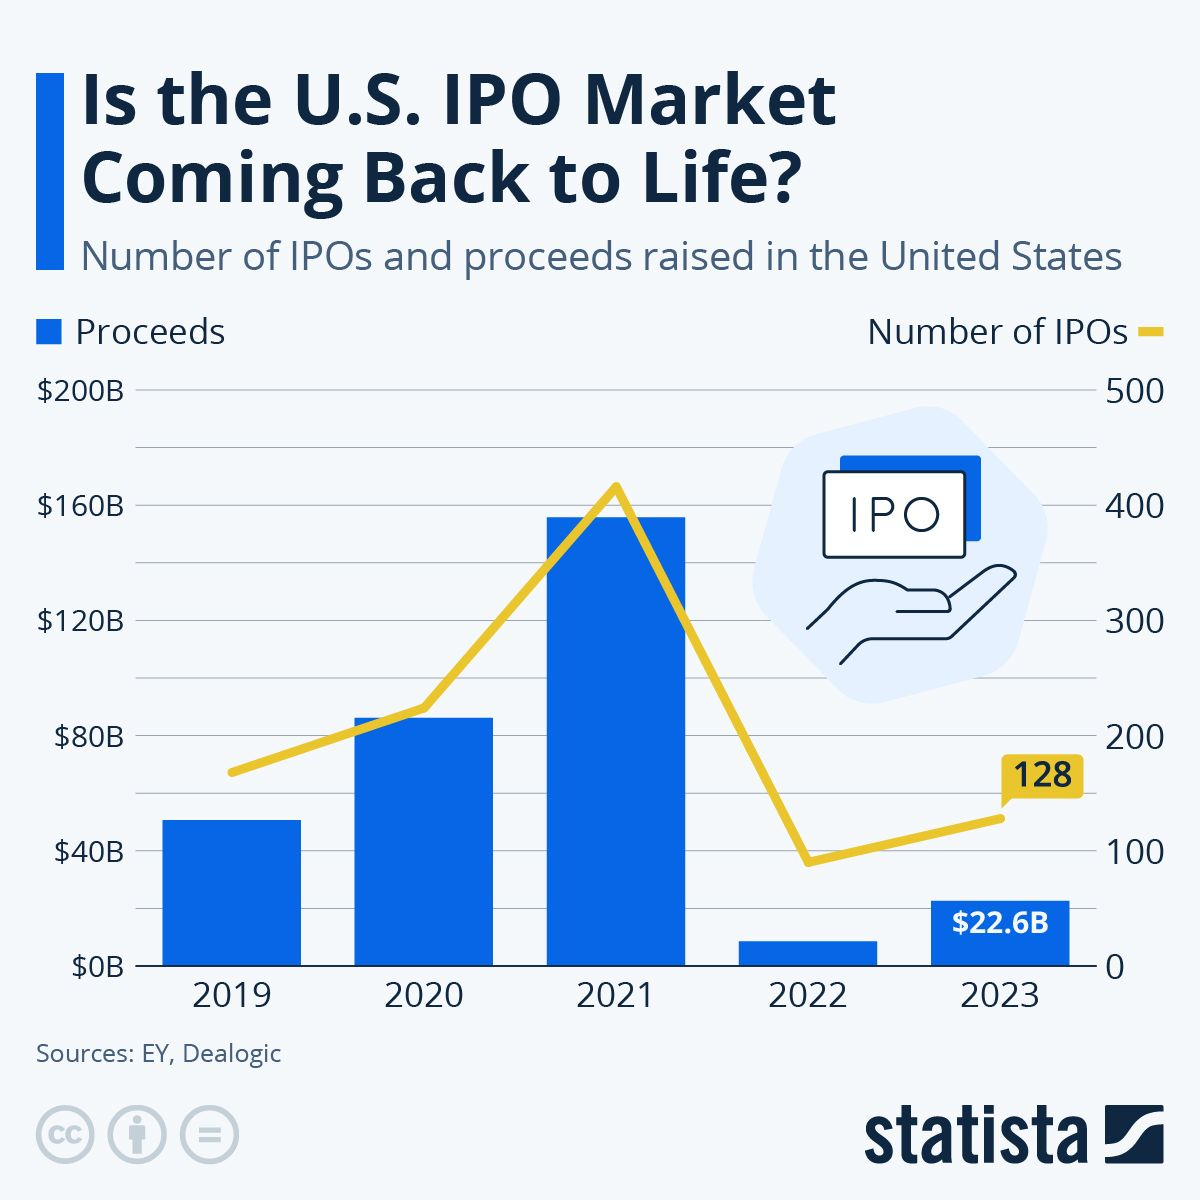 Is the U.S. IPO Market
Coming Back to Life?
Number of IPOs and proceeds raised in the United States
Proceeds
Number of IPOs
$200B
500
$160B
400
$120B
300
$80B
200
$40B
100
$0B
0
IPO
128
$22.6B
2019 2020 2021 2022 2023
Sources: EY, Dealogic
cc
statista